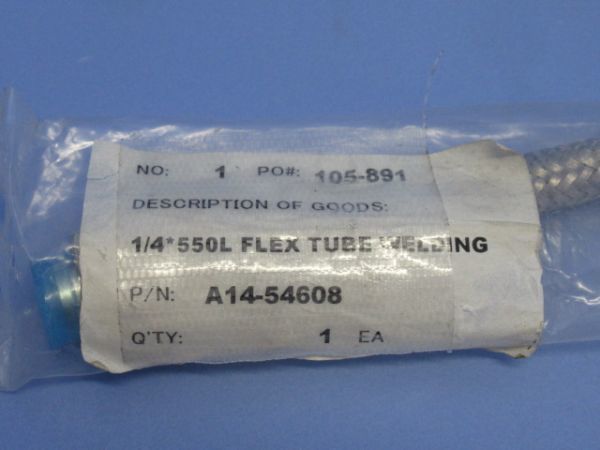 NO: 1 PO#: 105-891
DESCRIPTION OF GOODS:
1/4*550L FLEX TUBE WELDING
P/N: A14-54608
Q'TY: 1 EA